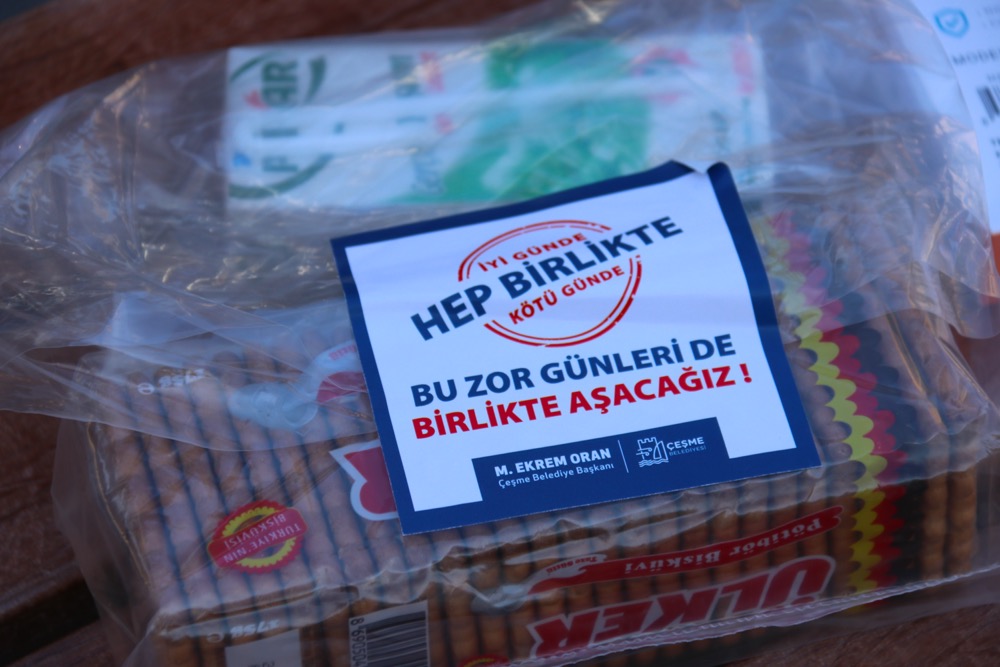 İYİ GÜNDE
HEP BİRLİKTE
KÖTÜ GÜNDE
BU ZOR GÜNLERİ DE
BİRLİKTE AŞACAĞIZ !
M. EKREM ORAN
Çeşme Belediye Başkanı
ÇEŞME
BELEDİYESİ
TÜRKİYE'NİN
BİSKÜVİSİ
Pötibör Bisküvi
ÜLKER